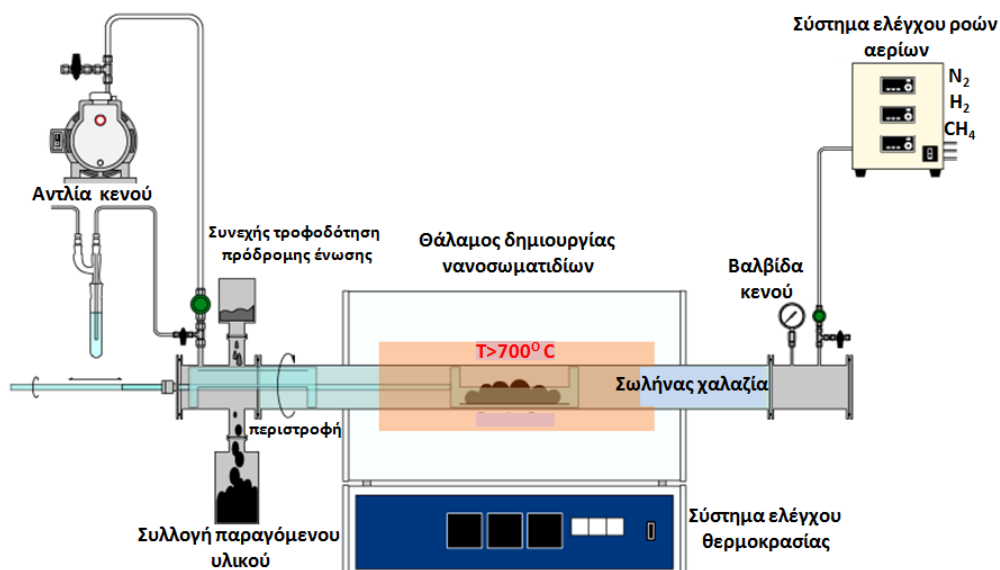 Σύστημα ελέγχου ροών
αερίων
N₂
H₂
CH₄
Αντλία κενού
Συνεχής τροφοδότηση
πρόδρομης ένωσης
Θάλαμος δημιουργίας
νανοσωματιδίων
Βαλβίδα
κενού
T>700⁰ C
Σωλήνας χαλαζία
περιστροφή
Συλλογή παραγόμενου
υλικού
Σύστημα ελέγχου
θερμοκρασίας